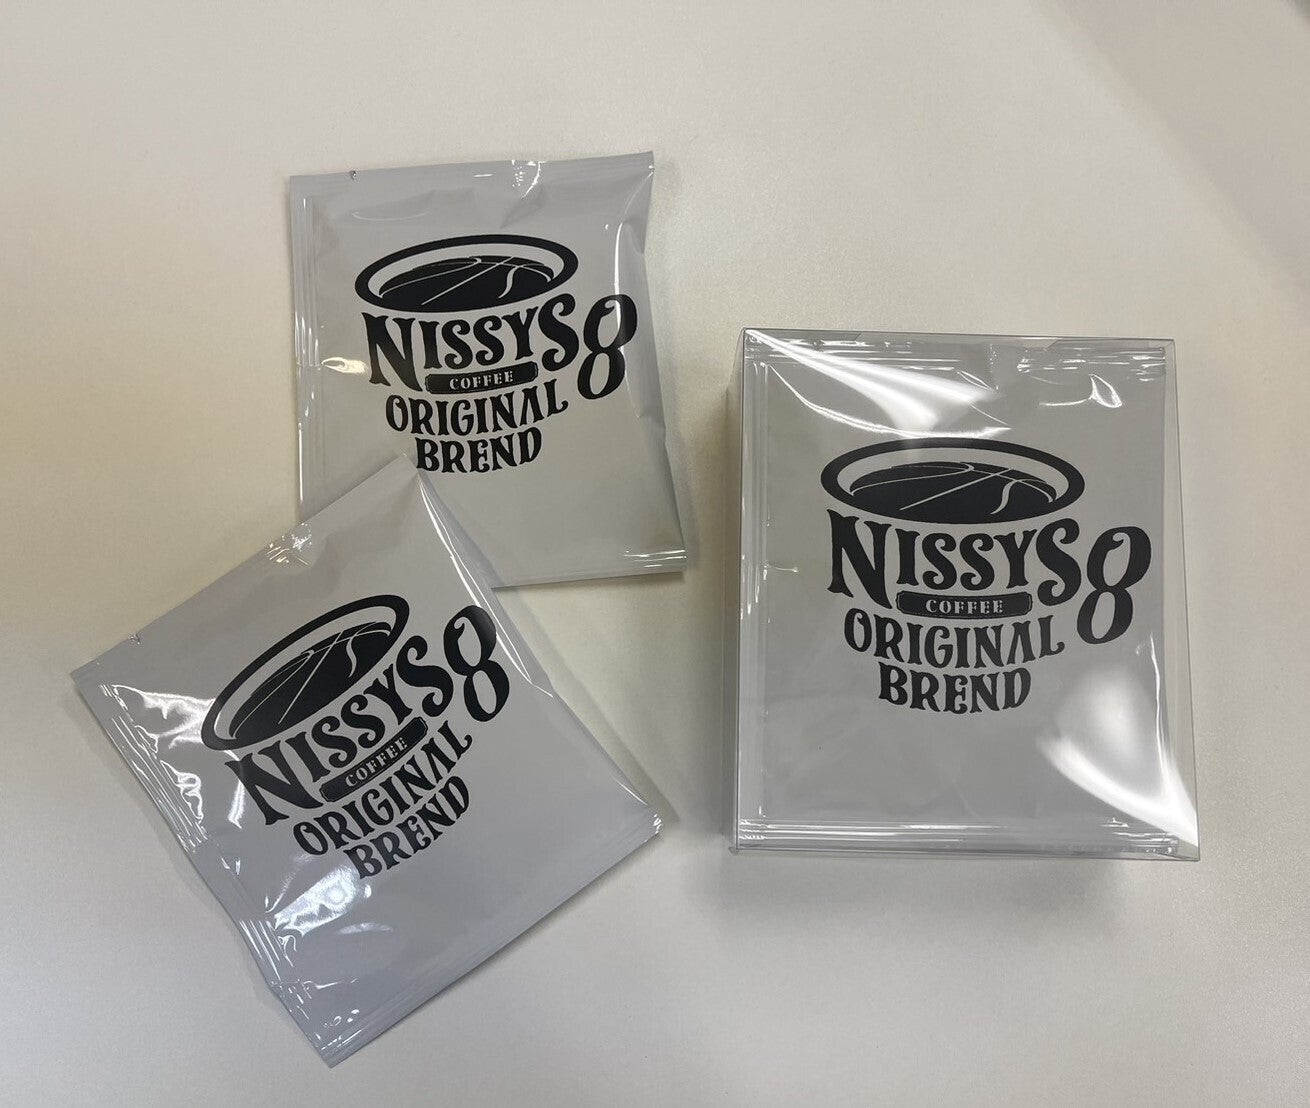 NISSYS8
COFFEE
ORIGINAL
BREND
NISSYS8
COFFEE
ORIGINAL
BREND
NISSYS8
COFFEE
ORIGINAL
BREND